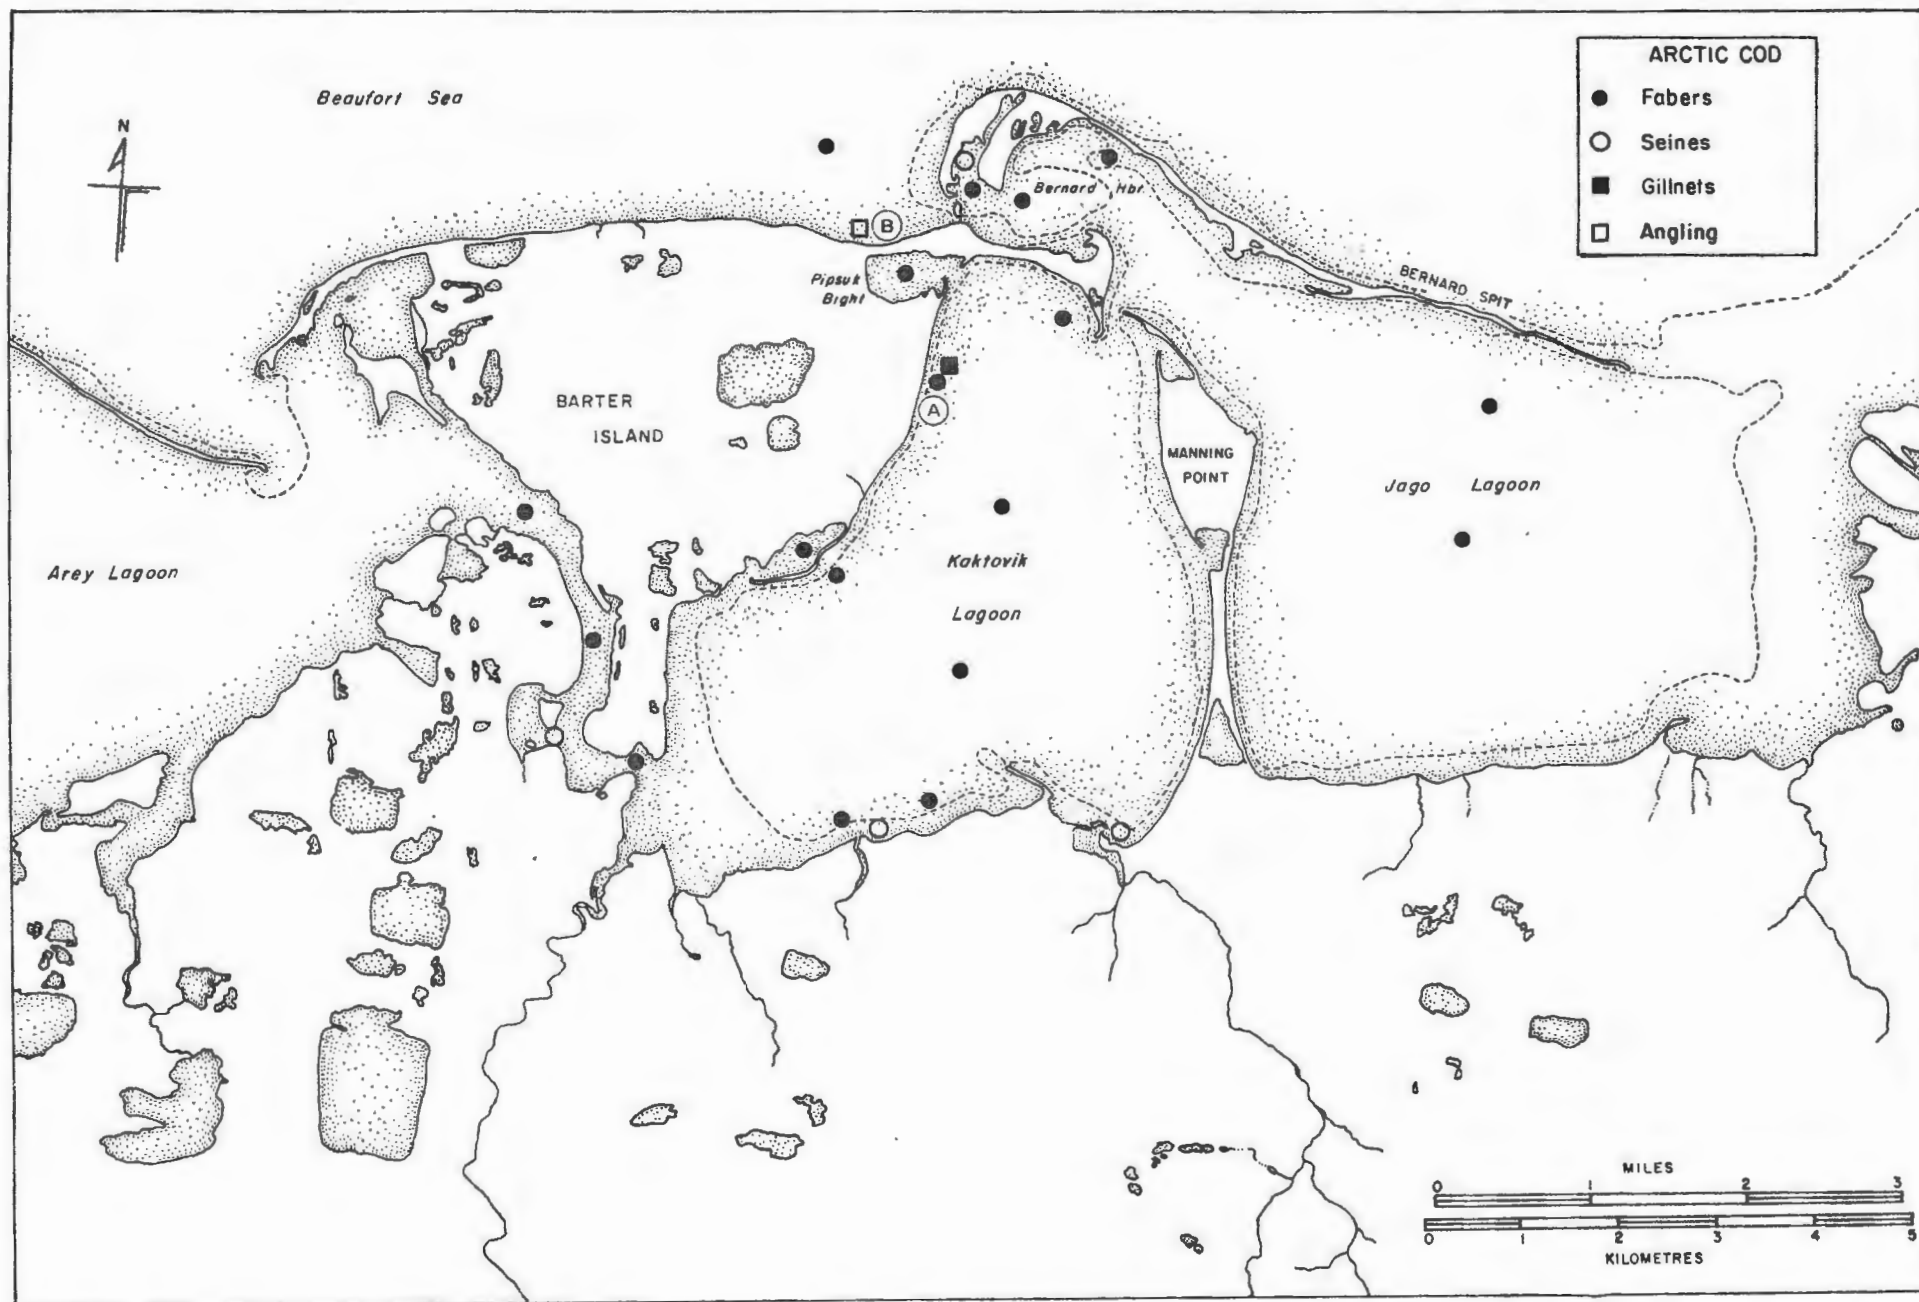 ARCTIC COD
Fabers
Seines
Gillnets
Angling
Beaufort Sea
N
Bernard Hbr.
B
Pipsuk
Bight
BERNARD SPIT
BARTER
ISLAND
A
MANNING
POINT
Jago Lagoon
Arey Lagoon
Kaktovik
Lagoon
MILES
0 1 2 3
0 1 2 3 4 5
KILOMETRES